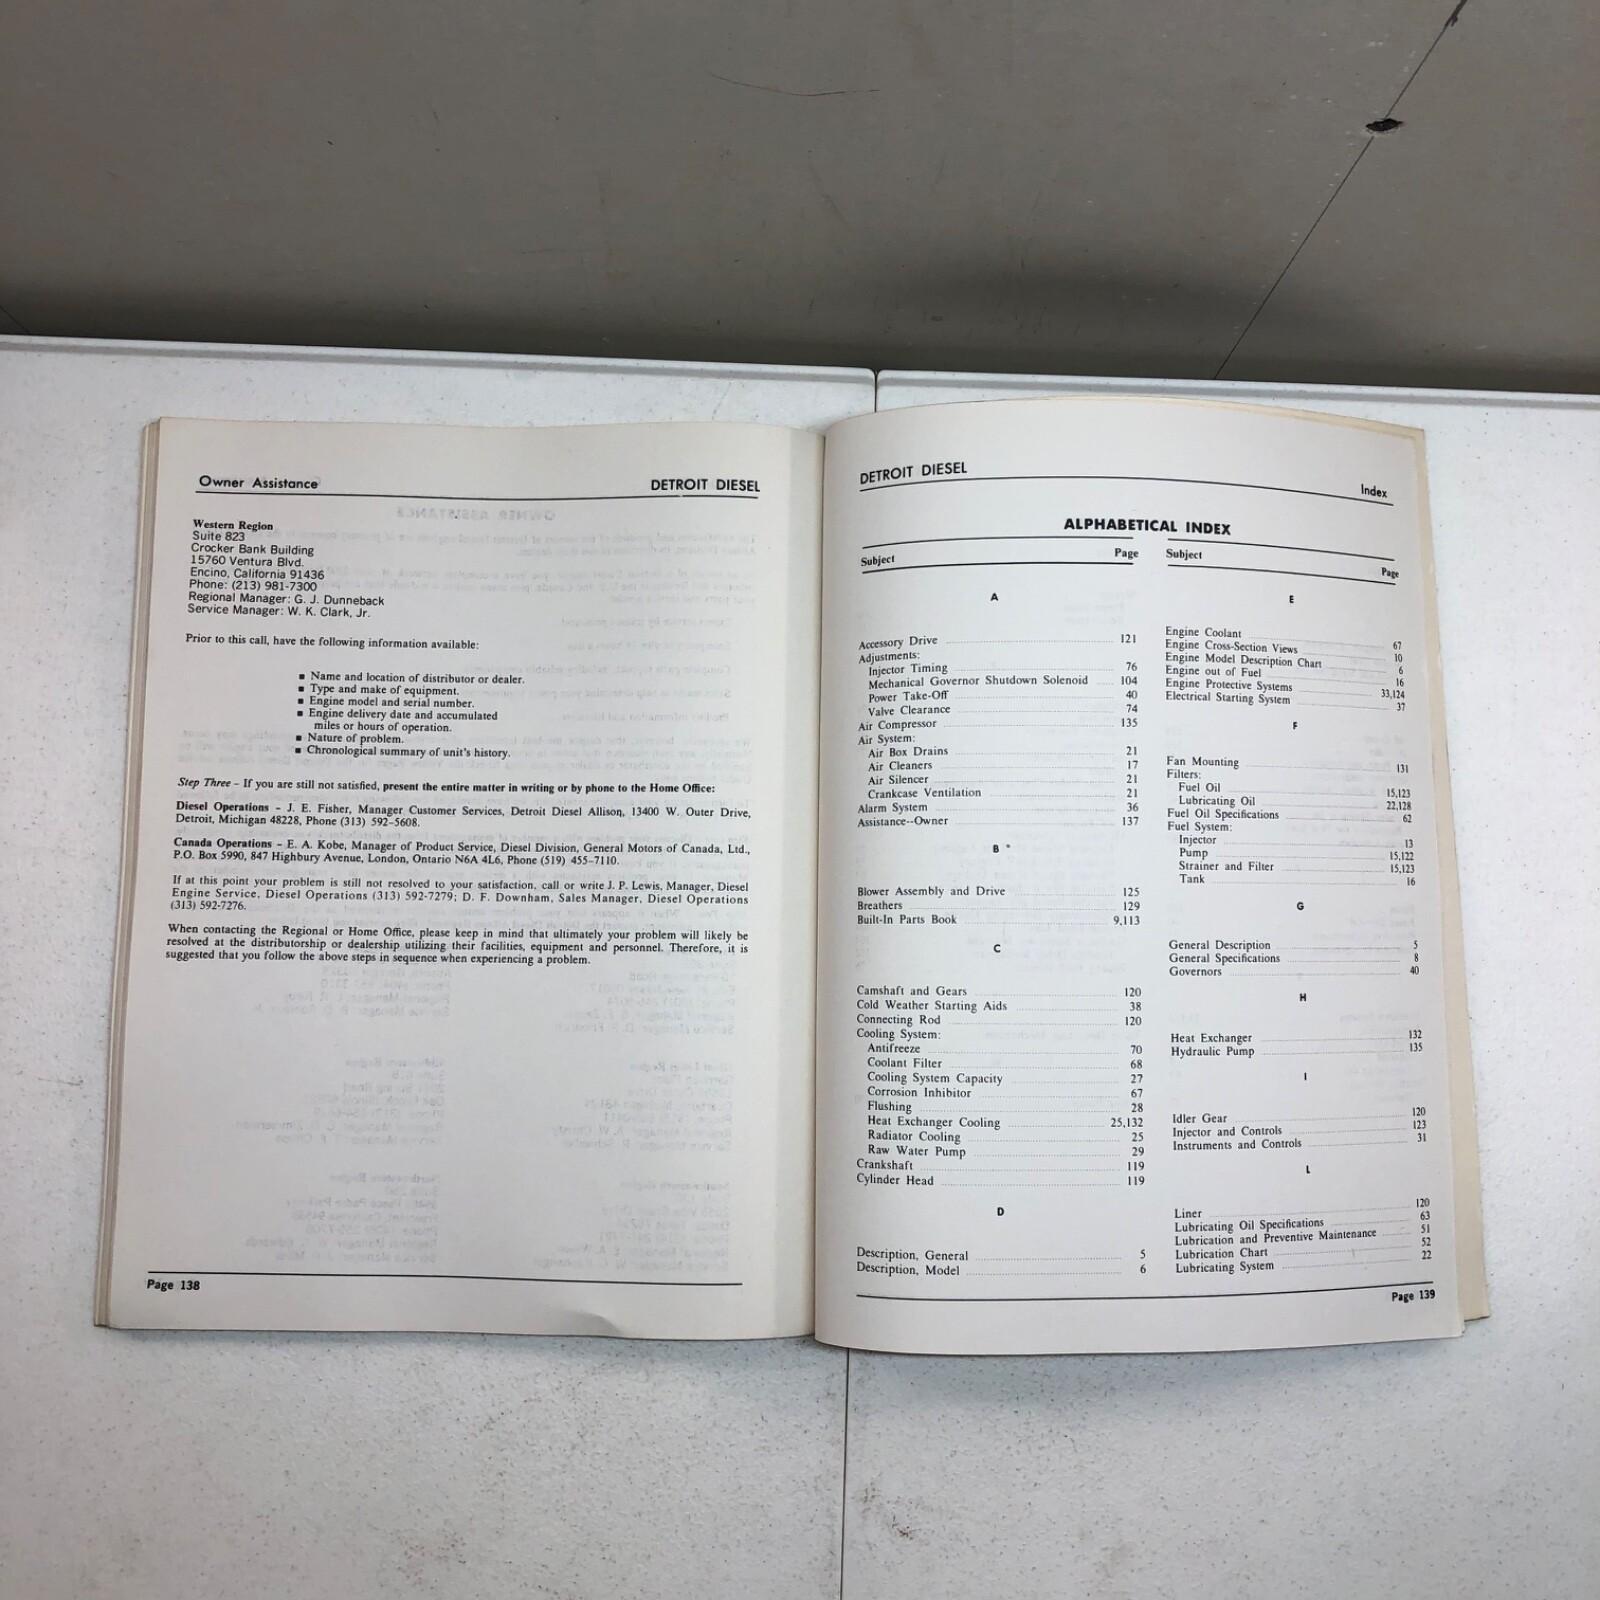 Owner Assistance DETROIT DIESEL
Western Region
Suite 823
Crocker Bank Building
15760 Ventura Blvd.
Encino, California 91436
Phone: (213) 981-7300
Regional Manager: G. J. Dunneback
Service Manager: W. K. Clark, Jr.
Prior to this call, have the following information available:
■ Name and location of distributor or dealer.
■ Type and make of equipment.
■ Engine model and serial number.
■ Engine delivery date and accumulated
miles or hours of operation.
■ Nature of problem.
■ Chronological summary of unit's history.
Step Three – If you are still not satisfied, present the entire matter in writing or by phone to the Home Office:
Diesel Operations – J. E. Fisher, Manager Customer Services, Detroit Diesel Allison, 13400 W. Outer Drive,
Detroit, Michigan 48228, Phone (313) 592-5608.
Canada Operations – E. A. Kobe, Manager of Product Service, Diesel Division, General Motors of Canada, Ltd.,
P.O. Box 5990, 847 Highbury Avenue, London, Ontario N6A 4L6, Phone (519) 455-7110.
If at this point your problem is still not resolved to your satisfaction, call or write J. P. Lewis, Manager, Diesel
Engine Service, Diesel Operations (313) 592-7279; D. F. Downham, Sales Manager, Diesel Operations
(313) 592-7276.
When contacting the Regional or Home Office, please keep in mind that ultimately your problem will likely be
resolved at the distributorship or dealership utilizing their facilities, equipment and personnel. Therefore, it is
suggested that you follow the above steps in sequence when experiencing a problem.
Page 138
DETROIT DIESEL Index
ALPHABETICAL INDEX
Subject Page
A
Accessory Drive 121
Adjustments:
Injector Timing 76
Mechanical Governor Shutdown Solenoid 104
Power Take-Off 40
Valve Clearance 74
Air Compressor 135
Air System:
Air Box Drains 21
Air Cleaners 17
Air Silencer 21
Crankcase Ventilation 21
Alarm System 36
Assistance--Owner 137
B
Blower Assembly and Drive 125
Breathers 129
Built-In Parts Book 9,113
C
Camshaft and Gears 120
Cold Weather Starting Aids 38
Connecting Rod 120
Cooling System:
Antifreeze 70
Coolant Filter 68
Cooling System Capacity 27
Corrosion Inhibitor 67
Flushing 28
Heat Exchanger Cooling 25,132
Radiator Cooling 25
Raw Water Pump 29
Crankshaft 119
Cylinder Head 119
D
Description, General 5
Description, Model 6
Subject Page
E
Engine Coolant 67
Engine Cross-Section Views 10
Engine Model Description Chart 6
Engine out of Fuel 16
Engine Protective Systems 33,124
Electrical Starting System 37
F
Fan Mounting 131
Filters:
Fuel Oil 15,123
Lubricating Oil 22,128
Fuel Oil Specifications 62
Fuel System:
Injector 13
Pump 15,122
Strainer and Filter 15,123
Tank 16
G
General Description 5
General Specifications 8
Governors 40
H
Heat Exchanger 132
Hydraulic Pump 135
I
Idler Gear 120
Injector and Controls 123
Instruments and Controls 31
L
Liner 120
Lubricating Oil Specifications 63
Lubrication and Preventive Maintenance 51
Lubrication Chart 52
Lubricating System 22
Page 139